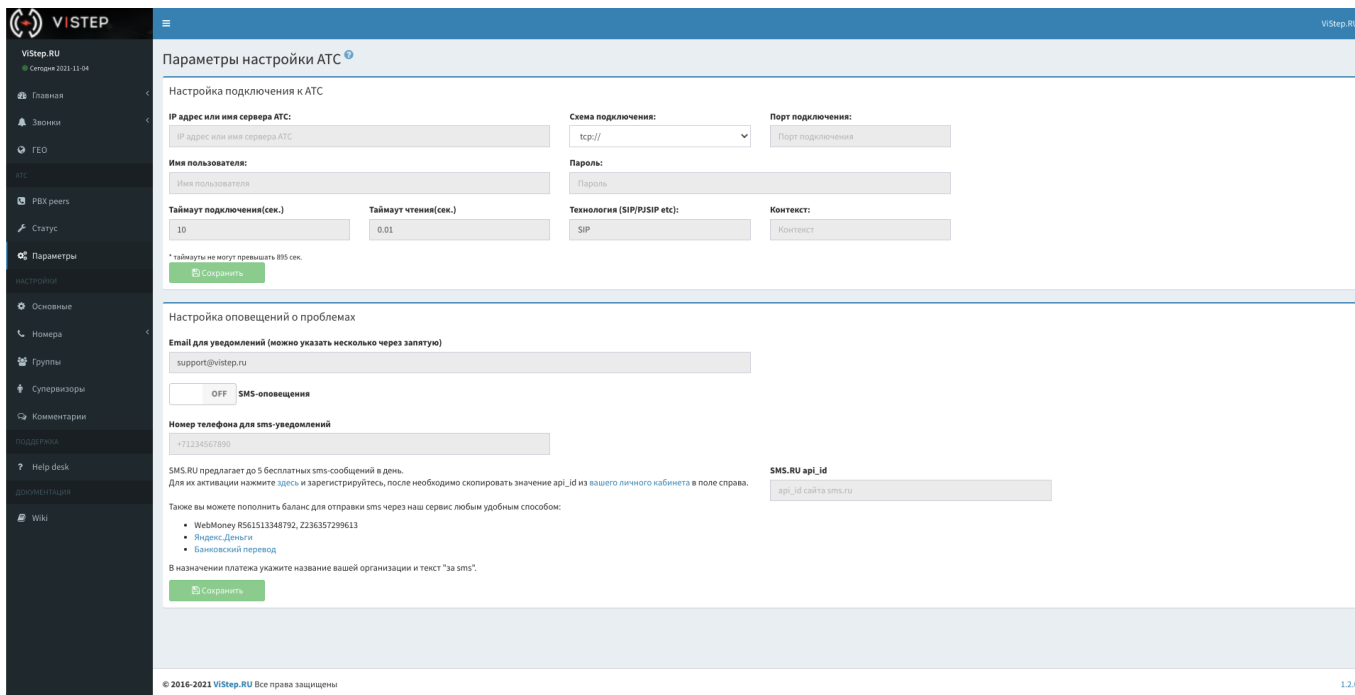 VISTEP
ViStep.RU
ViStep.RU
Сегодня 2021-11-04
Главная
Звонки
ГЕО
АТС
PBX peers
Статус
Параметры
НАСТРОЙКИ
Основные
Номера
Группы
Супервизоры
Комментарии
ПОДДЕРЖКА
Help desk
ДОКУМЕНТАЦИЯ
Wiki
Параметры настройки АТС ?
Настройка подключения к АТС
IP адрес или имя сервера АТС: Схема подключения: Порт подключения:
IP адрес или имя сервера АТС tcp:// Порт подключения
Имя пользователя: Пароль:
Имя пользователя Пароль
Таймаут подключения(сек.) Таймаут чтения(сек.) Технология (SIP/PJSIP etc): Контекст:
10 0.01 SIP Контекст
* таймауты не могут превышать 895 сек.
Сохранить
Настройка оповещений о проблемах
Email для уведомлений (можно указать несколько через запятую)
support@vistep.ru
OFF SMS-оповещения
Номер телефона для sms-уведомлений
+71234567890
SMS.RU предлагает до 5 бесплатных sms-сообщений в день. SMS.RU api_id
Для их активации нажмите здесь и зарегистрируйтесь, после необходимо скопировать значение api_id из вашего личного кабинета в поле справа.
api_id сайта sms.ru
Также вы можете пополнить баланс для отправки sms через наш сервис любым удобным способом:
• WebMoney R561513348792, Z236357299613
• Яндекс.Деньги
• Банковский перевод
В назначении платежа укажите название вашей организации и текст "за sms".
Сохранить
© 2016-2021 ViStep.RU Все права защищены